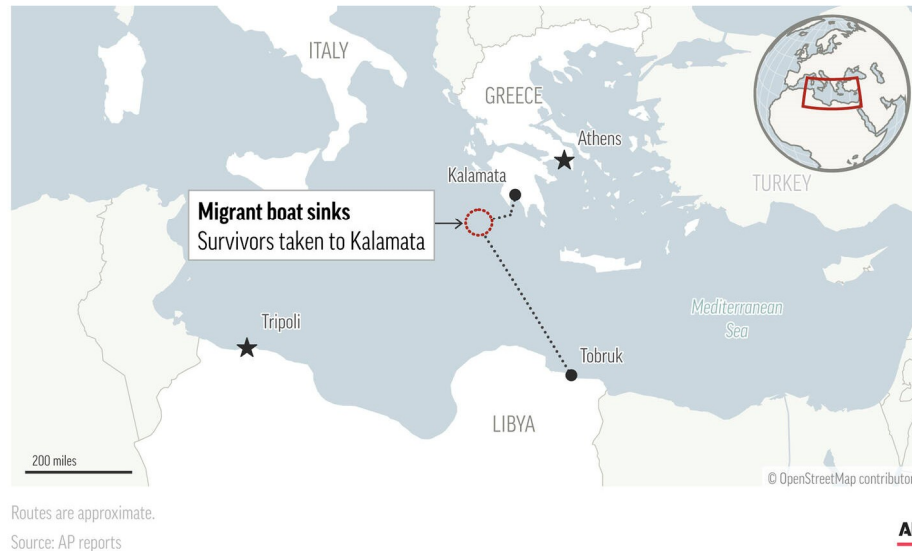 ITALY
GREECE
Athens
Kalamata
TURKEY
Migrant boat sinks
Survivors taken to Kalamata
Mediterranean
Sea
Tripoli
Tobruk
LIBYA
200 miles
© OpenStreetMap contributor
Routes are approximate.
Source: AP reports